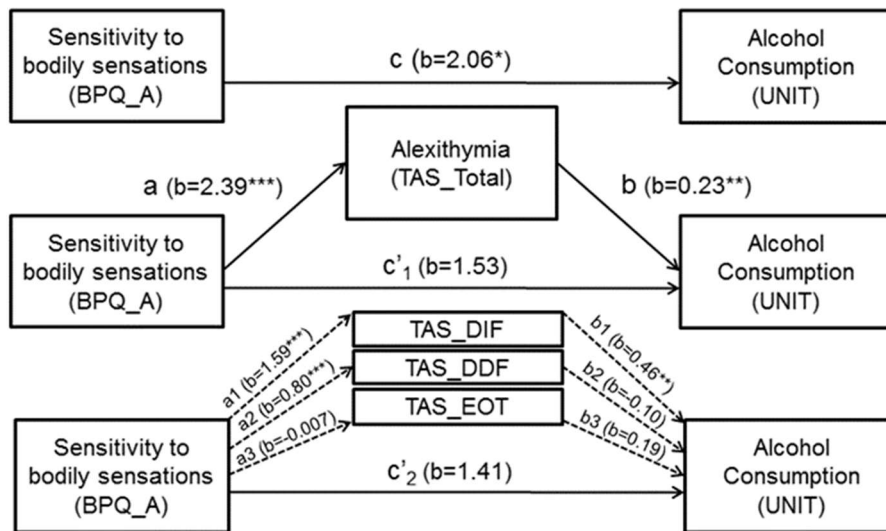 Sensitivity to
bodily sensations
(BPQ_A)
c (b=2.06*)
Alcohol
Consumption
(UNIT)
Alexithymia
(TAS_Total)
a (b=2.39***)
b (b=0.23**)
Sensitivity to
bodily sensations
(BPQ_A)
c'1 (b=1.53)
Alcohol
Consumption
(UNIT)
TAS_DIF
TAS_DDF
TAS_EOT
a1 (b=1.59***)
a2 (b=0.80***)
a3 (b=-0.007)
b1 (b=0.46**)
b2 (b=-0.10)
b3 (b=0.19)
Sensitivity to
bodily sensations
(BPQ_A)
c'2 (b=1.41)
Alcohol
Consumption
(UNIT)